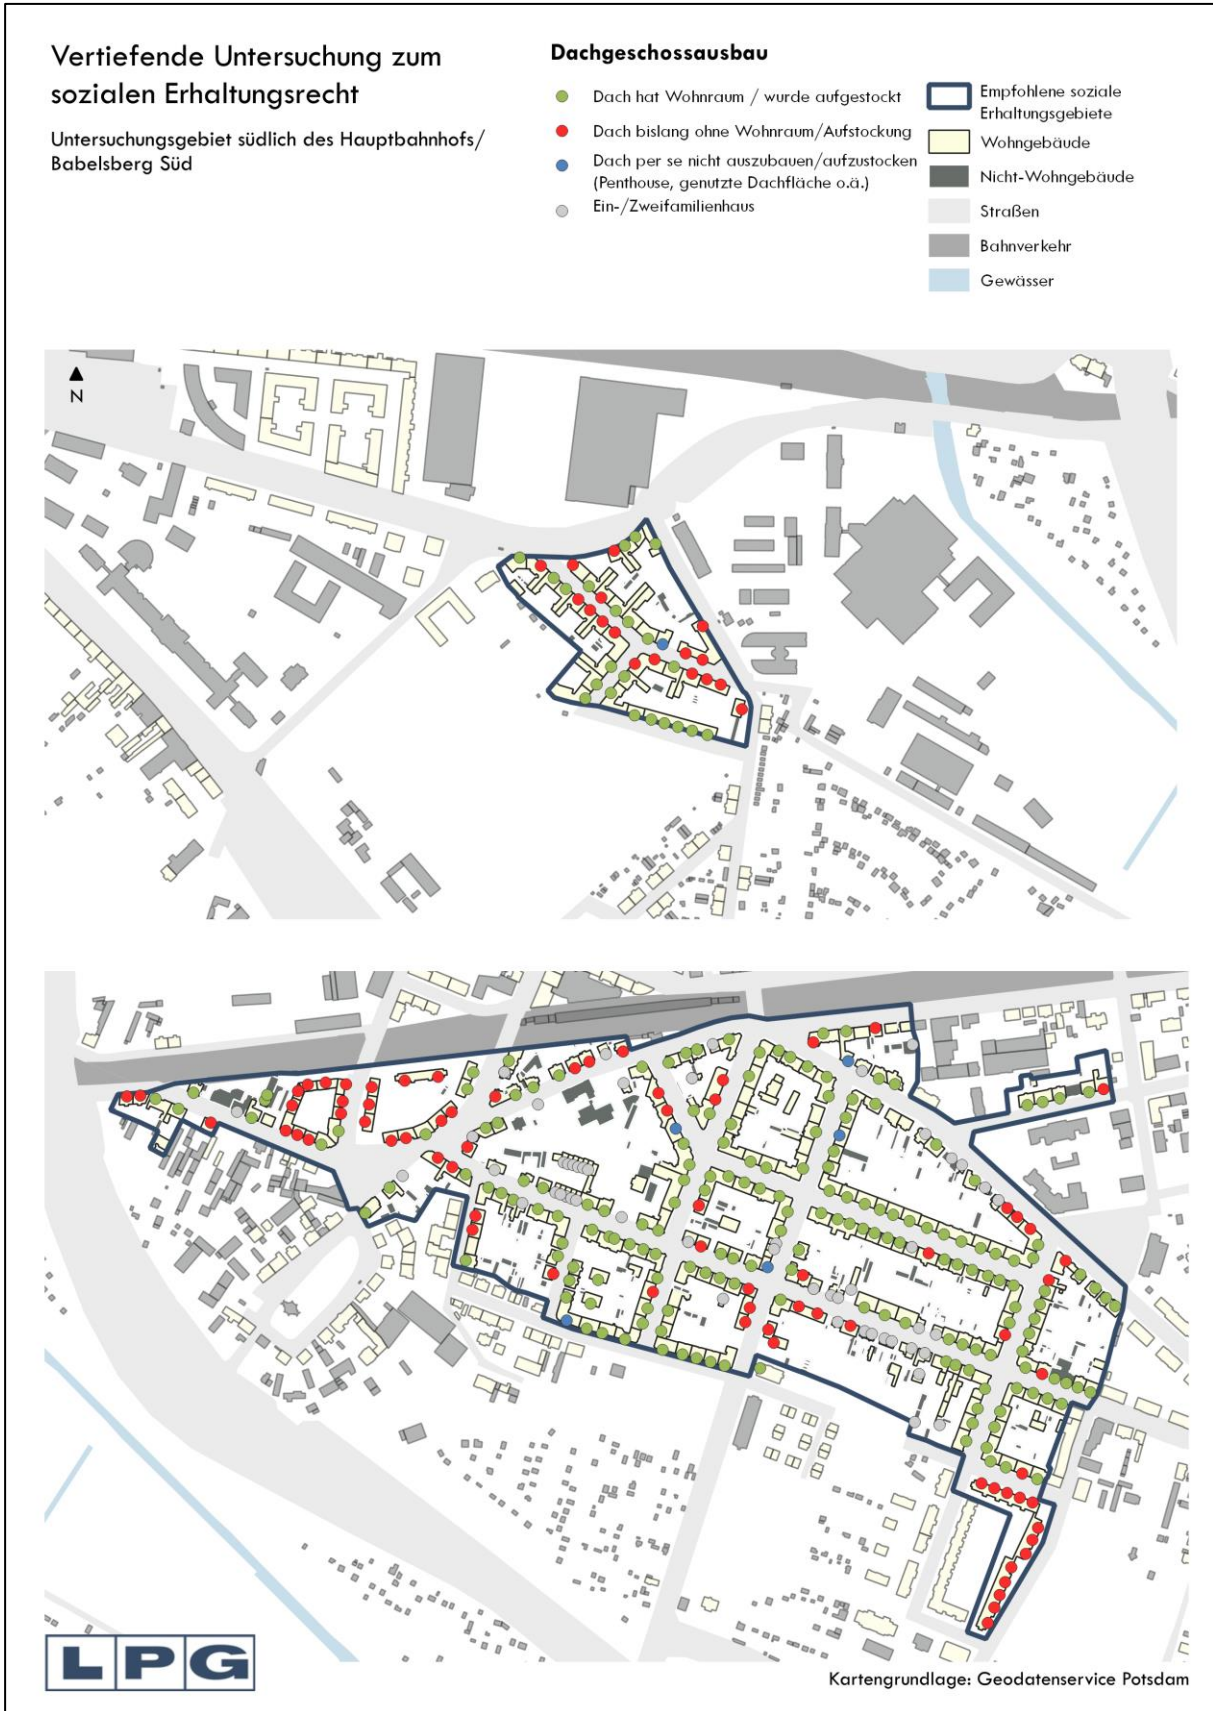 Vertiefende Untersuchung zum
sozialen Erhaltungsrecht
Untersuchungsgebiet südlich des Hauptbahnhofs/
Babelsberg Süd
Dachgeschossausbau
Dach hat Wohnraum / wurde aufgestockt
Dach bislang ohne Wohnraum/Aufstockung
Dach per se nicht auszubauen/aufzustocken
(Penthouse, genutzte Dachfläche o.ä.)
Ein-/Zweifamilienhaus
Empfohlene soziale
Erhaltungsgebiete
Wohngebäude
Nicht-Wohngebäude
Straßen
Bahnverkehr
Gewässer
N
LPG
Kartengrundlage: Geodatenservice Potsdam